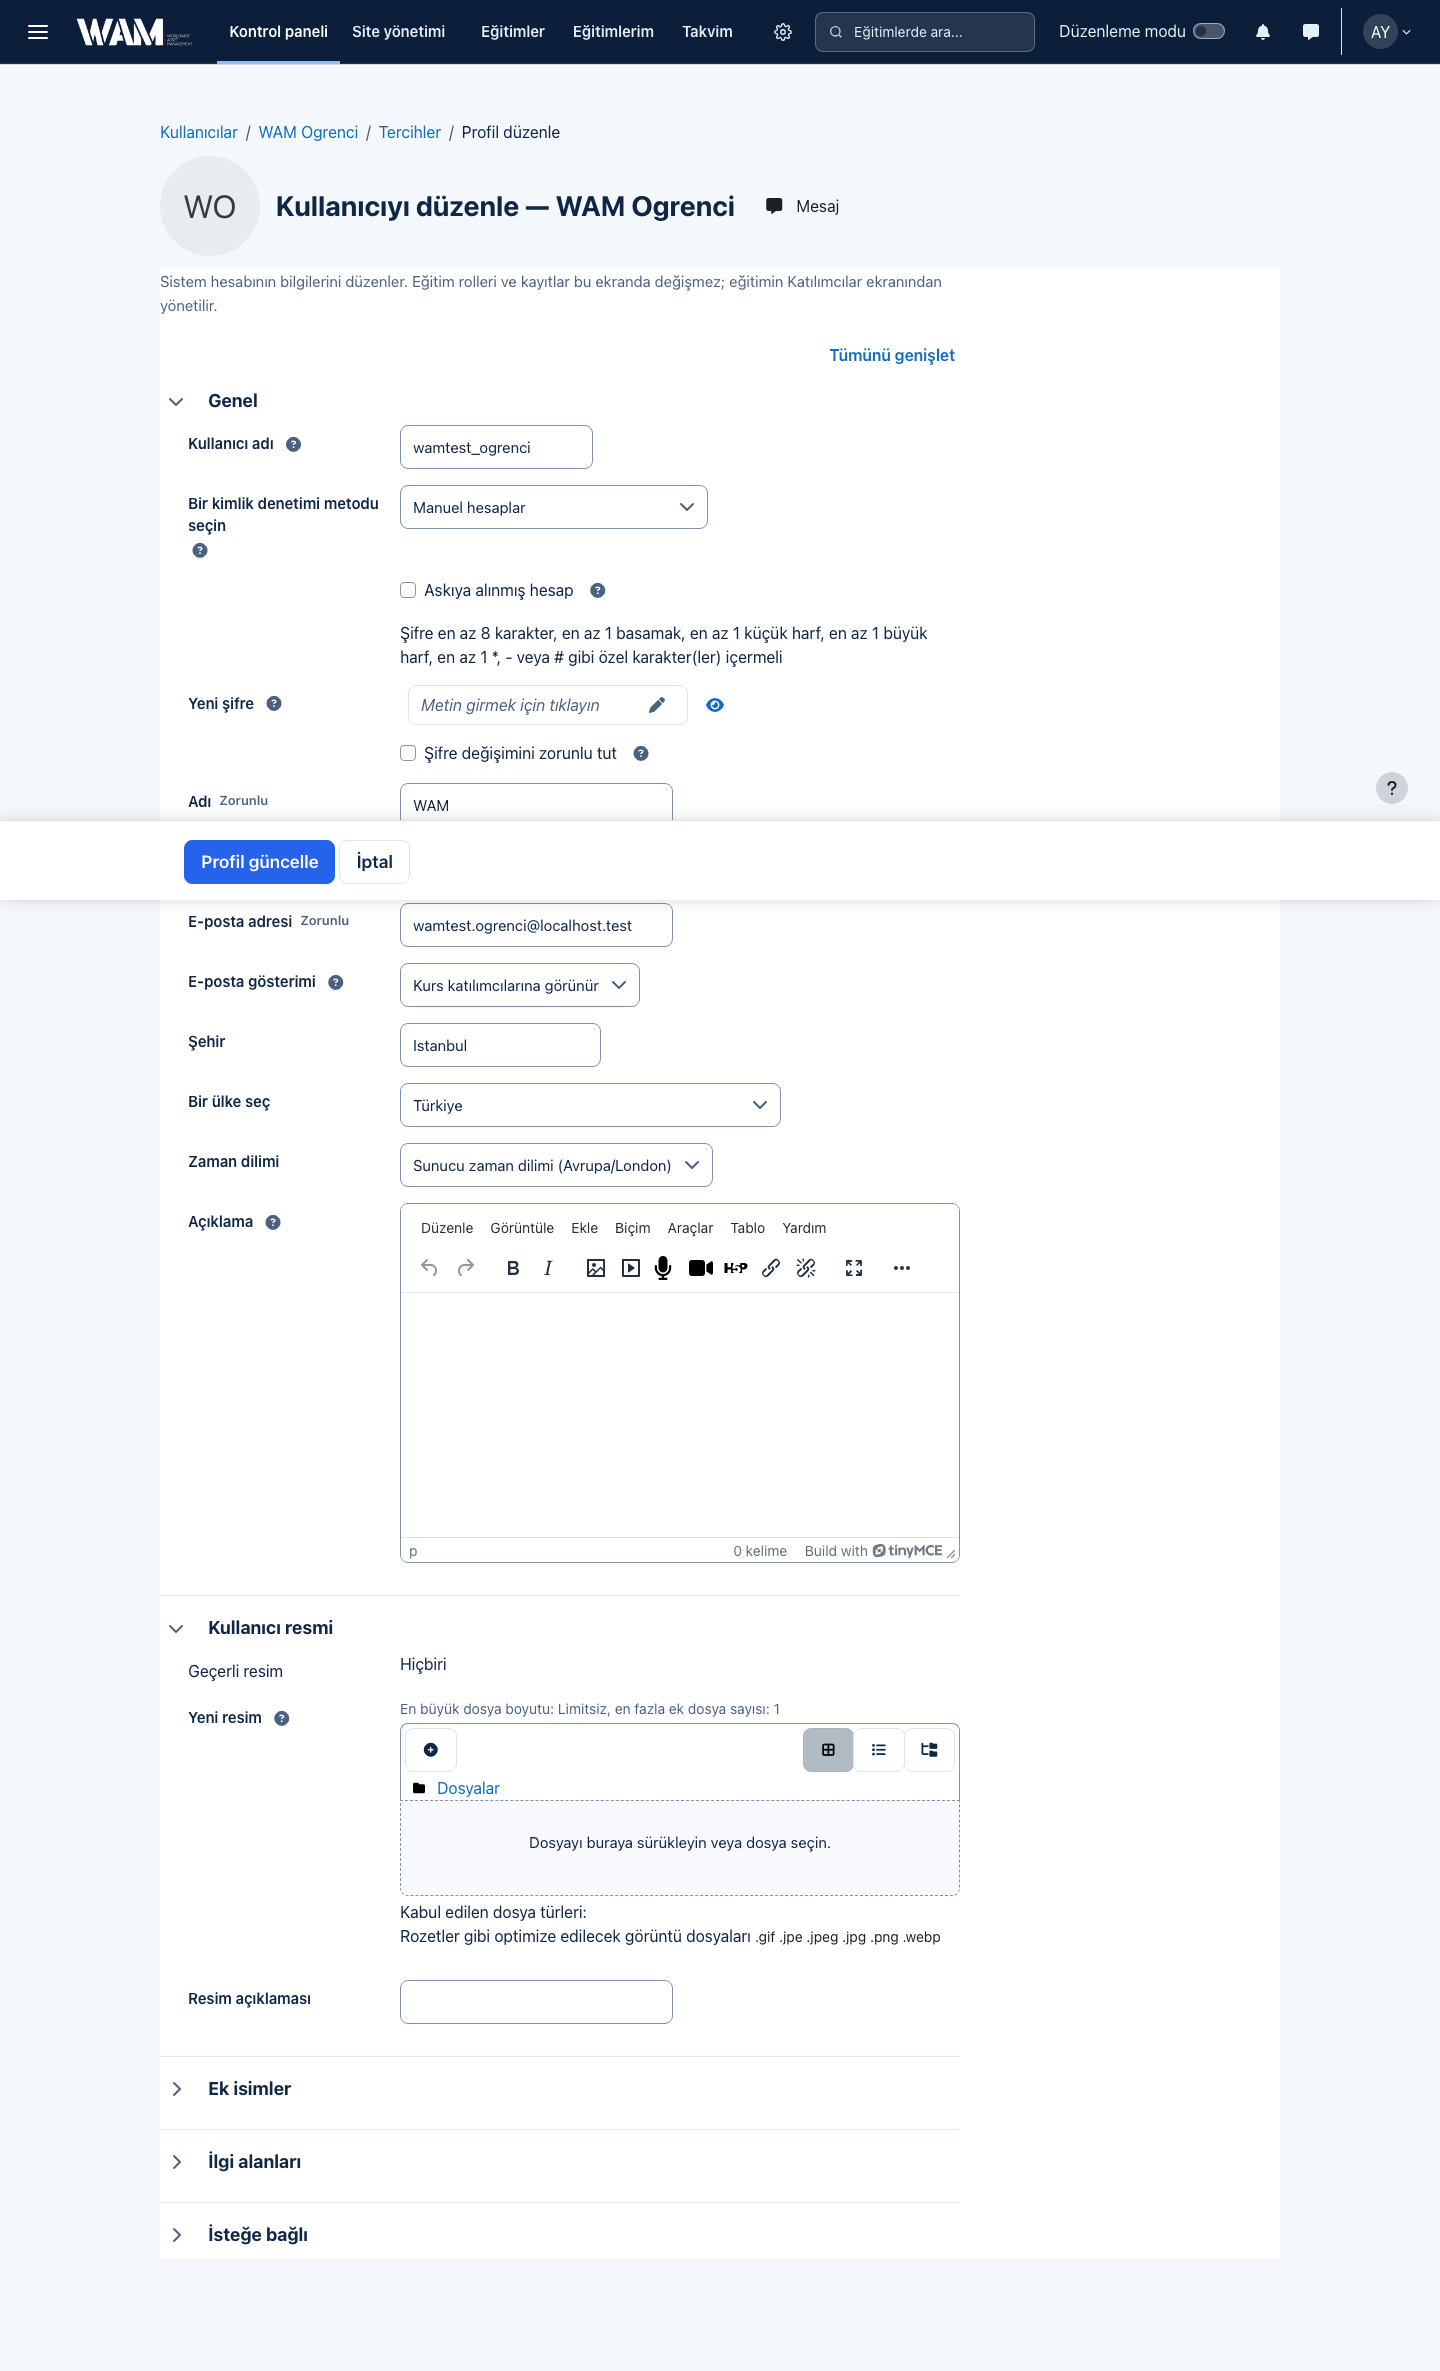 WAM
Kontrol paneli
Site yönetimi
Eğitimler
Eğitimlerim
Takvim
Eğitimlerde ara...
Düzenleme modu
AY
Kullanıcılar / WAM Ogrenci / Tercihler / Profil düzenle
WO
Kullanıcıyı düzenle — WAM Ogrenci
Mesaj
Sistem hesabının bilgilerini düzenler. Eğitim rolleri ve kayıtlar bu ekranda değişmez; eğitimin Katılımcılar ekranından
yönetilir.
Tümünü genişlet
Genel
Kullanıcı adı ?
wamtest_ogrenci
Bir kimlik denetimi metodu
seçin
?
Manuel hesaplar
Askıya alınmış hesap ?
Şifre en az 8 karakter, en az 1 basamak, en az 1 küçük harf, en az 1 büyük
harf, en az 1 *, - veya # gibi özel karakter(ler) içermeli
Yeni şifre ?
Metin girmek için tıklayın
Şifre değişimini zorunlu tut ?
?
Adı Zorunlu
WAM
Profil güncelle
İptal
E-posta adresi Zorunlu
wamtest.ogrenci@localhost.test
E-posta gösterimi ?
Kurs katılımcılarına görünür
Şehir
Istanbul
Bir ülke seç
Türkiye
Zaman dilimi
Sunucu zaman dilimi (Avrupa/London)
Açıklama ?
Düzenle Görüntüle Ekle Biçim Araçlar Tablo Yardım
B I H5P
p
0 kelime
Build with tinyMCE
Kullanıcı resmi
Geçerli resim
Hiçbiri
Yeni resim ?
En büyük dosya boyutu: Limitsiz, en fazla ek dosya sayısı: 1
Dosyalar
Dosyayı buraya sürükleyin veya dosya seçin.
Kabul edilen dosya türleri:
Rozetler gibi optimize edilecek görüntü dosyaları .gif .jpe .jpeg .jpg .png .webp
Resim açıklaması
Ek isimler
İlgi alanları
İsteğe bağlı